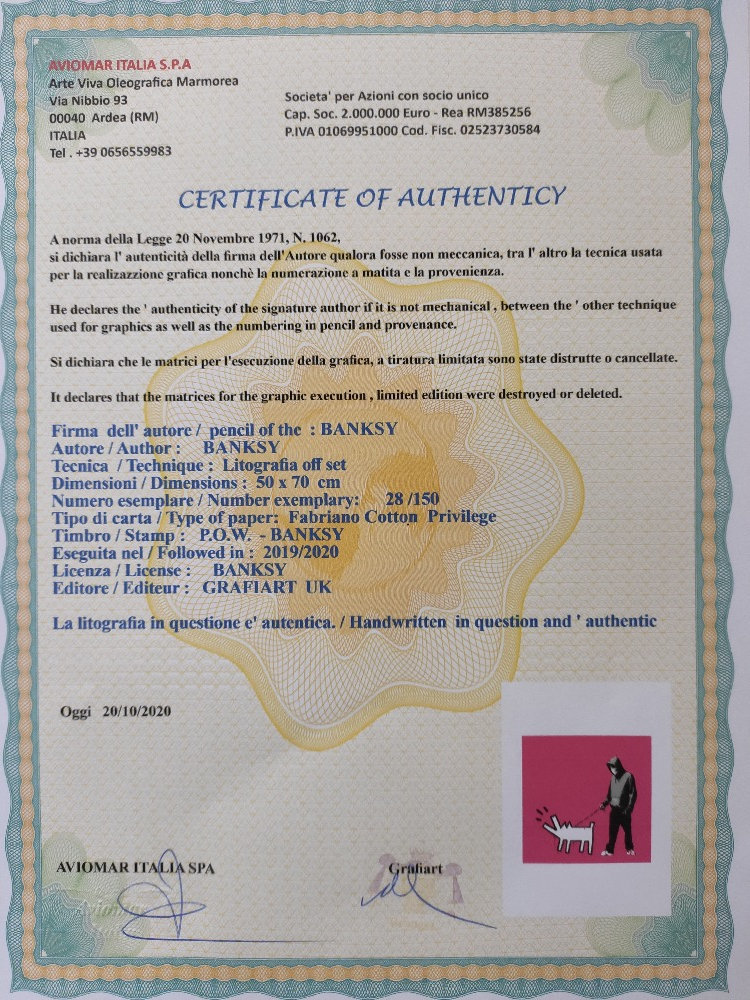 AVIOMAR ITALIA S.P.A
Arte Viva Oleografica Marmorea
Via Nibbio 93
00040 Ardea (RM)
ITALIA
Tel . +39 0656559983
Societa' per Azioni con socio unico
Cap. Soc. 2.000.000 Euro - Rea RM385256
P.IVA 01069951000 Cod. Fisc. 02523730584
CERTIFICATE OF AUTHENTICY
A norma della Legge 20 Novembre 1971, N. 1062,
si dichiara l' autenticità della firma dell'Autore qualora fosse non meccanica, tra l' altro la tecnica usata
per la realizazzione grafica nonchè la numerazione a matita e la provenienza.
He declares the ' authenticity of the signature author if it is not mechanical , between the ' other technique
used for graphics as well as the numbering in pencil and provenance.
Si dichiara che le matrici per l'esecuzione della grafica, a tiratura limitata sono state distrutte o cancellate.
It declares that the matrices for the graphic execution , limited edition were destroyed or deleted.
Firma dell' autore / pencil of the : BANKSY
Autore / Author : BANKSY
Tecnica / Technique : Litografia off set
Dimensioni / Dimensions : 50 x 70 cm
Numero esemplare / Number exemplary: 28 /150
Tipo di carta / Type of paper: Fabriano Cotton Privilege
Timbro / Stamp : P.O.W. - BANKSY
Eseguita nel / Followed in : 2019/2020
Licenza / License : BANKSY
Editore / Editeur : GRAFIART UK
La litografia in questione e' autentica. / Handwritten in question and ' authentic
Oggi 20/10/2020
AVIOMAR ITALIA SPA
Grafiart